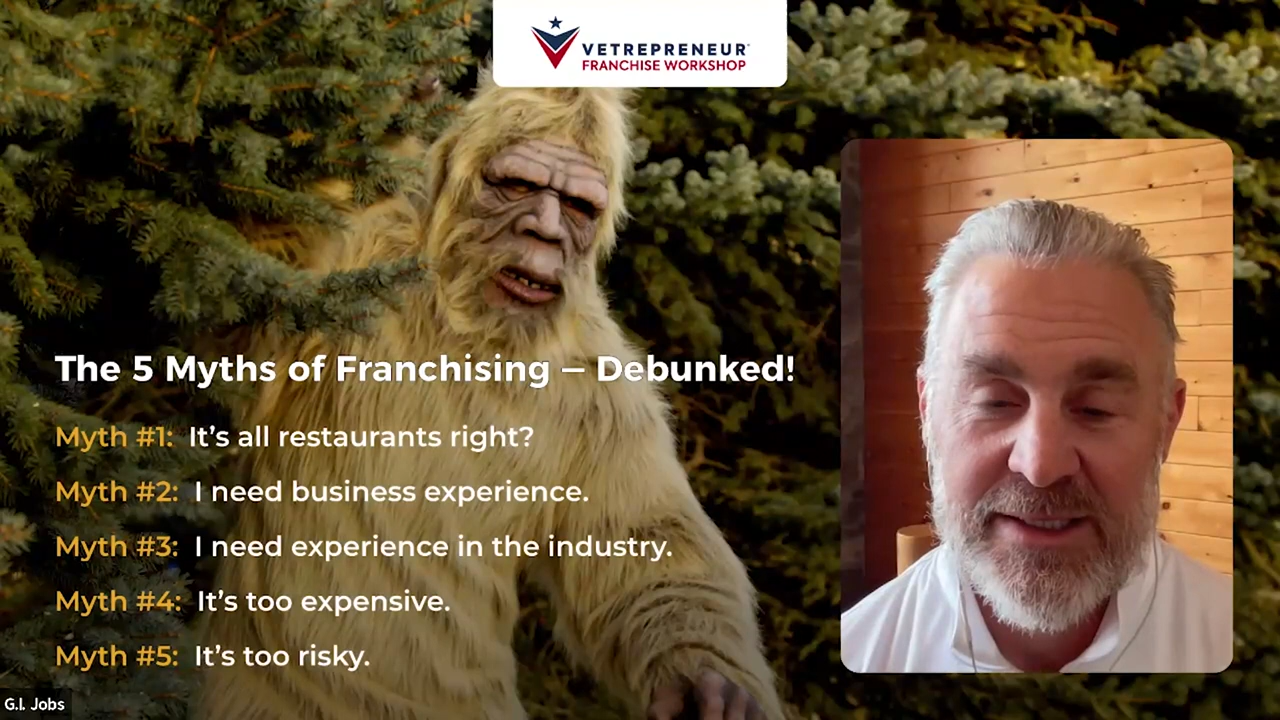 VETREPRENEUR
FRANCHISE WORKSHOP
The 5 Myths of Franchising – Debunked!
Myth #1: It's all restaurants right?
Myth #2: I need business experience.
Myth #3: I need experience in the industry.
Myth #4: It's too expensive.
Myth #5: It's too risky.
G.I. Jobs